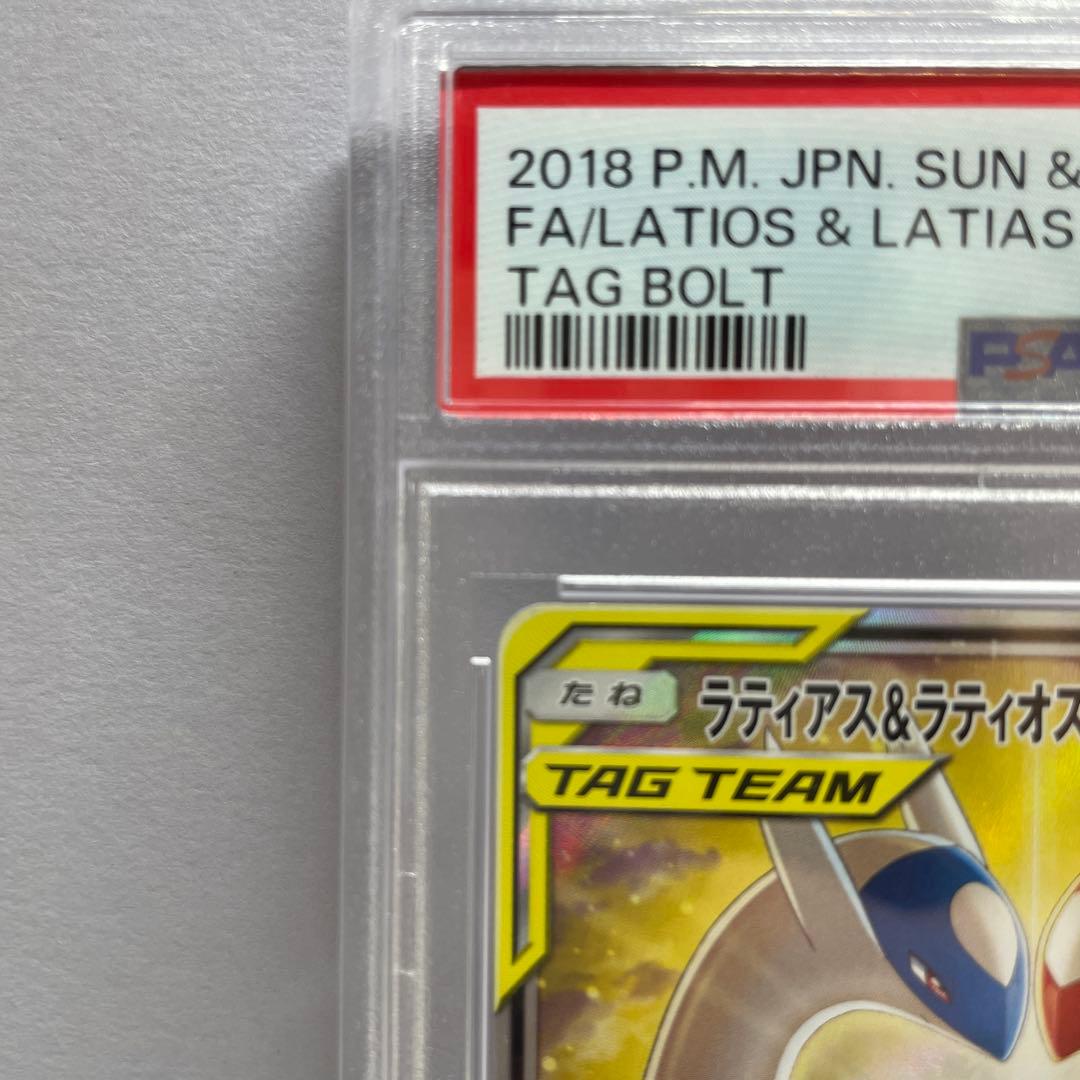 2018 P.M. JPN. SUN &
FA/LATIOS & LATIAS
TAG BOLT
PSA
たね
ラティアス&ラティオス
TAG TEAM